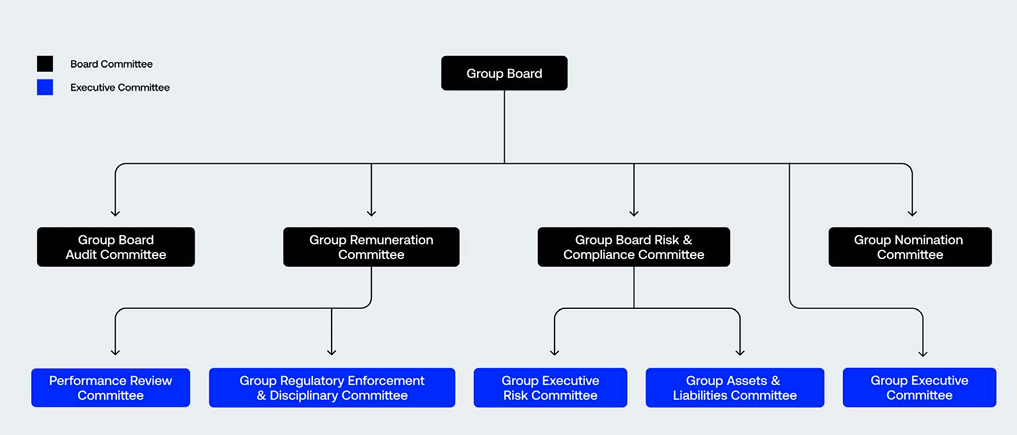 Board Committee
Executive Committee
Group Board
Group Board
Audit Committee
Group Remuneration
Committee
Group Board Risk &
Compliance Committee
Group Nomination
Committee
Performance Review
Committee
Group Regulatory Enforcement
& Disciplinary Committee
Group Executive
Risk Committee
Group Assets &
Liabilities Committee
Group Executive
Committee